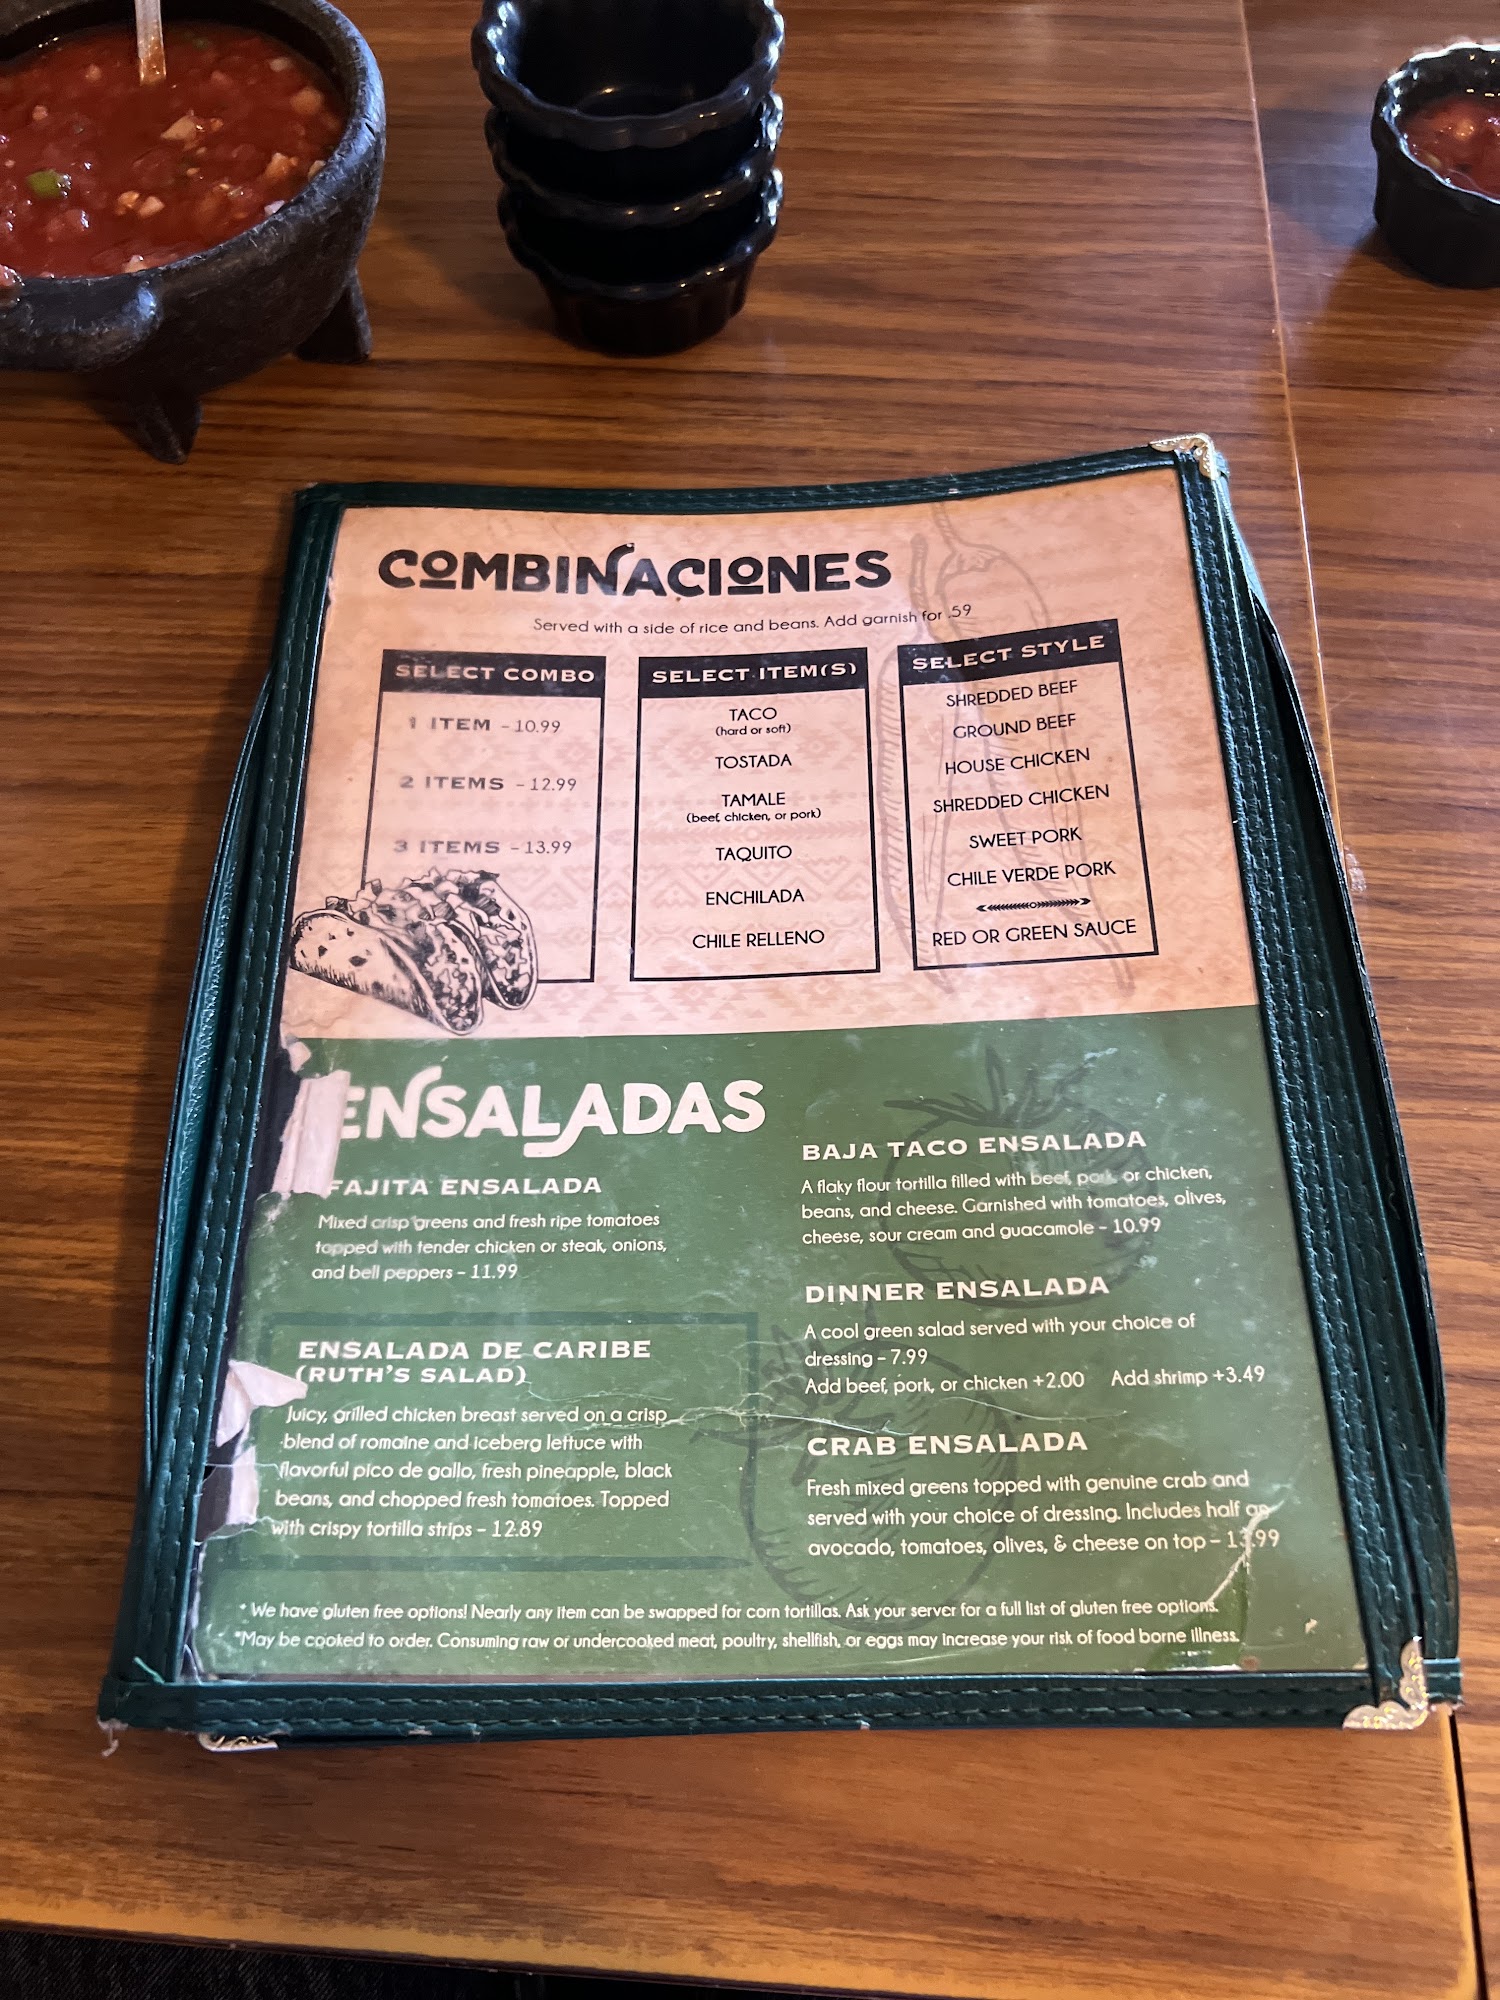 COMBINACIONES
Served with a side of rice and beans. Add garnish for .59
SELECT COMBO
1 ITEM - 10.99
2 ITEMS - 12.99
3 ITEMS - 13.99
SELECT ITEM(S)
TACO
(hard or soft)
TOSTADA
TAMALE
(beef, chicken, or pork)
TAQUITO
ENCHILADA
CHILE RELLENO
SELECT STYLE
SHREDDED BEEF
GROUND BEEF
HOUSE CHICKEN
SHREDDED CHICKEN
SWEET PORK
CHILE VERDE PORK
RED OR GREEN SAUCE
ENSALADAS
FAJITA ENSALADA
Mixed crisp greens and fresh ripe tomatoes
topped with tender chicken or steak, onions,
and bell peppers - 11.99
ENSALADA DE CARIBE
(RUTH'S SALAD)
Juicy, grilled chicken breast served on a crisp
blend of romaine and iceberg lettuce with
flavorful pico de gallo, fresh pineapple, black
beans, and chopped fresh tomatoes. Topped
with crispy tortilla strips - 12.89
BAJA TACO ENSALADA
A flaky flour tortilla filled with beef, pork, or chicken,
beans, and cheese. Garnished with tomatoes, olives,
cheese, sour cream and guacamole - 10.99
DINNER ENSALADA
A cool green salad served with your choice of
dressing - 7.99
Add beef, pork, or chicken +2.00 Add shrimp +3.49
CRAB ENSALADA
Fresh mixed greens topped with genuine crab and
served with your choice of dressing. Includes half an
avocado, tomatoes, olives, & cheese on top -
* We have gluten free options! Nearly any item can be swapped for corn tortillas. Ask your server for a full list of gluten free options.
*May be cooked to order. Consuming raw or undercooked meat, poultry, shellfish, or eggs may increase your risk of food borne illness.